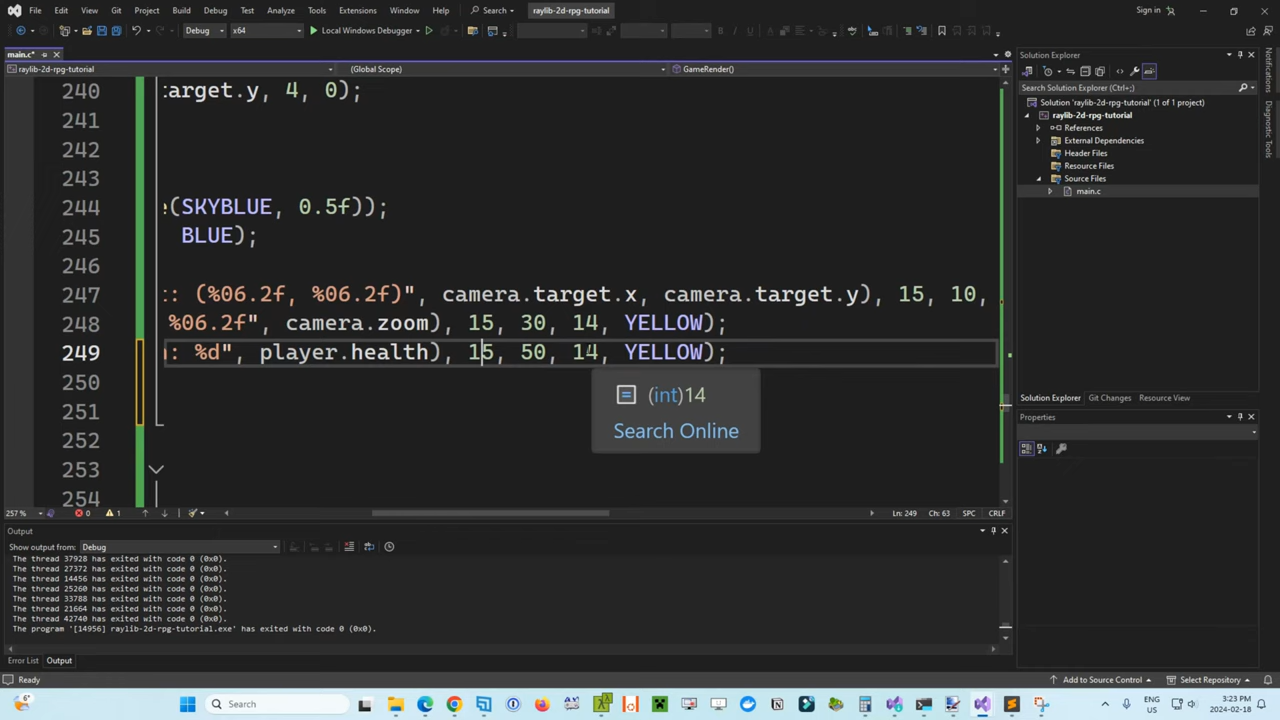 File Edit View Git Project Build Debug Test Analyze Tools Extensions Window Help Search raylib-2d-rpg-tutorial Sign in
Debug x64 Local Windows Debugger
main.c*
raylib-2d-rpg-tutorial (Global Scope) GameRender()
240 :arget.y, 4, 0);
241
242
243
244 e(SKYBLUE, 0.5f));
245 BLUE);
246
247 :: (%06.2f, %06.2f)", camera.target.x, camera.target.y), 15, 10,
248 %06.2f", camera.zoom), 15, 30, 14, YELLOW);
249 : %d", player.health), 15, 50, 14, YELLOW);
250
251
252
253
254
(int)14
Search Online
257 % 0 1 Ln: 249 Ch: 63 SPC CRLF
Output
Show output from: Debug
The thread 37928 has exited with code 0 (0x0).
The thread 27372 has exited with code 0 (0x0).
The thread 14456 has exited with code 0 (0x0).
The thread 25260 has exited with code 0 (0x0).
The thread 33788 has exited with code 0 (0x0).
The thread 21664 has exited with code 0 (0x0).
The thread 42740 has exited with code 0 (0x0).
The program '[14956] raylib-2d-rpg-tutorial.exe' has exited with code 0 (0x0).
Error List Output
Ready
Solution Explorer
Search Solution Explorer (Ctrl+;)
Solution 'raylib-2d-rpg-tutorial' (1 of 1 project)
raylib-2d-rpg-tutorial
References
External Dependencies
Header Files
Resource Files
Source Files
main.c
Solution Explorer Git Changes Resource View
Properties
Notifications
Diagnostic Tools
Add to Source Control Select Repository
6°
Search
ENG
US
3:23 PM
2024-02-18